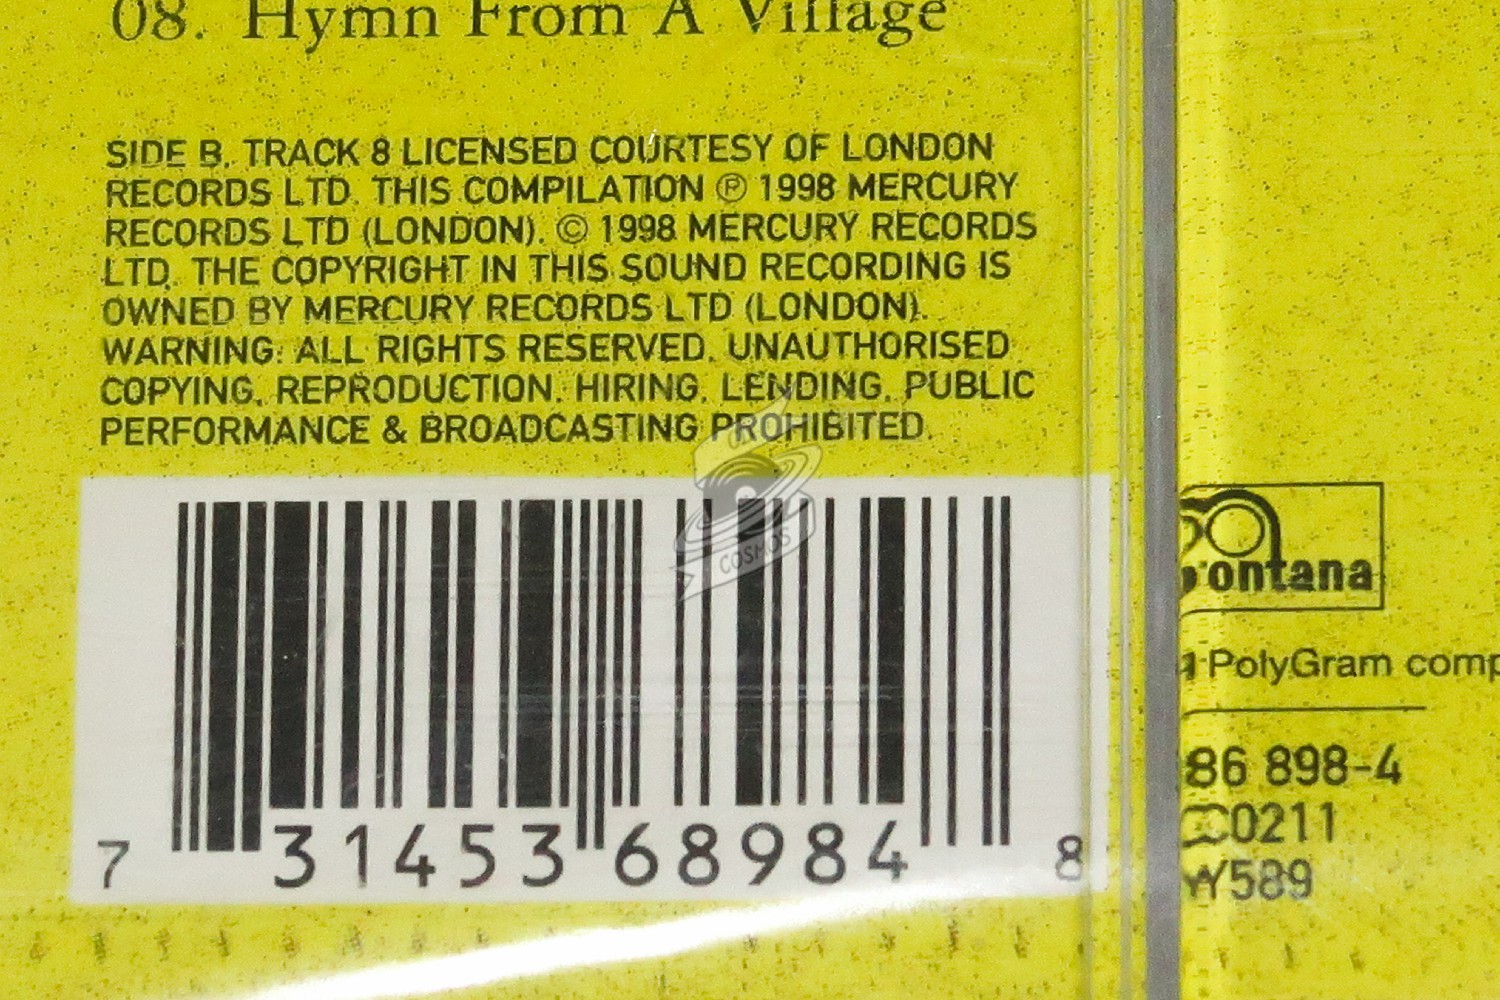 08. Hymn From A Village
SIDE B, TRACK 8 LICENSED COURTESY OF LONDON
RECORDS LTD. THIS COMPILATION ℗ 1998 MERCURY
RECORDS LTD (LONDON). © 1998 MERCURY RECORDS
LTD. THE COPYRIGHT IN THIS SOUND RECORDING IS
OWNED BY MERCURY RECORDS LTD (LONDON).
WARNING: ALL RIGHTS RESERVED. UNAUTHORISED
COPYING, REPRODUCTION, HIRING, LENDING, PUBLIC
PERFORMANCE & BROADCASTING PROHIBITED.
COSMOS
7 31453 68984 8
fontana
a PolyGram comp
86 898-4
0211
Y589